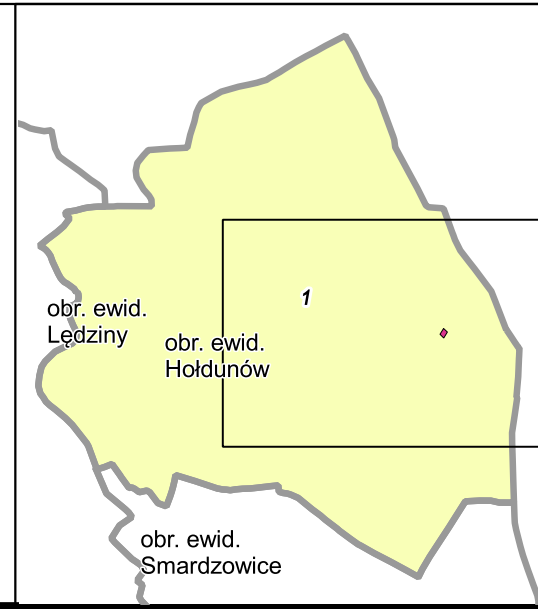 1
obr. ewid.
Lędziny
obr. ewid.
Hołdunów
obr. ewid.
Smardzowice